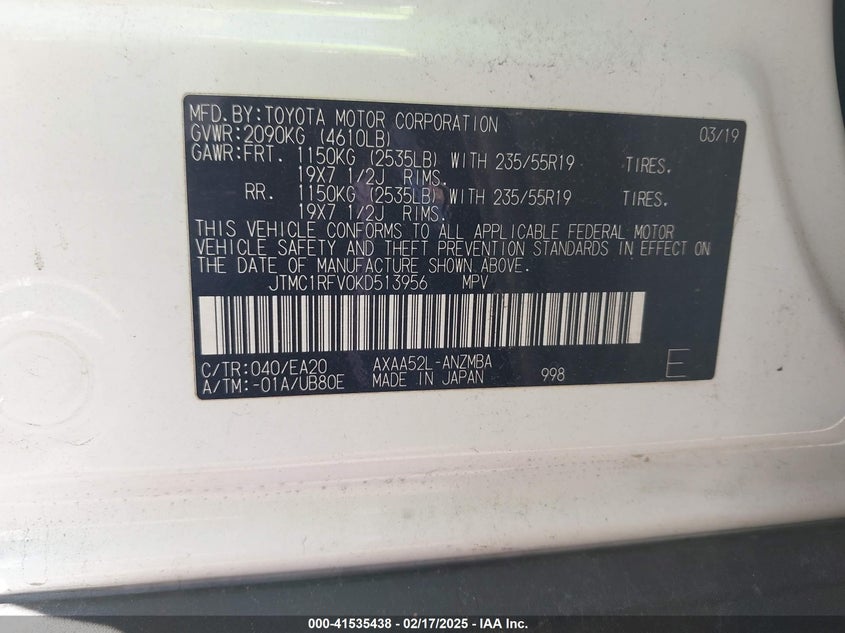 MFD.BY:TOYOTA MOTOR CORPORATION 03/19
GVWR:2090KG (4610LB)
GAWR:FRT. 1150KG (2535LB) WITH 235/55R19 TIRES.
19X7 1/2J RIMS.
RR. 1150KG (2535LB) WITH 235/55R19 TIRES.
19X7 1/2J RIMS.
THIS VEHICLE CONFORMS TO ALL APPLICABLE FEDERAL MOTOR
VEHICLE SAFETY AND THEFT PREVENTION STANDARDS IN EFFECT ON
THE DATE OF MANUFACTURE SHOWN ABOVE.
JTMC1RFV0KD513956 MPV
C/TR:040/EA20 AXAA52L-ANZMBA
A/TM:-01A/UB80E MADE IN JAPAN 998 E
000-41535438 - 02/17/2025 - IAA Inc.